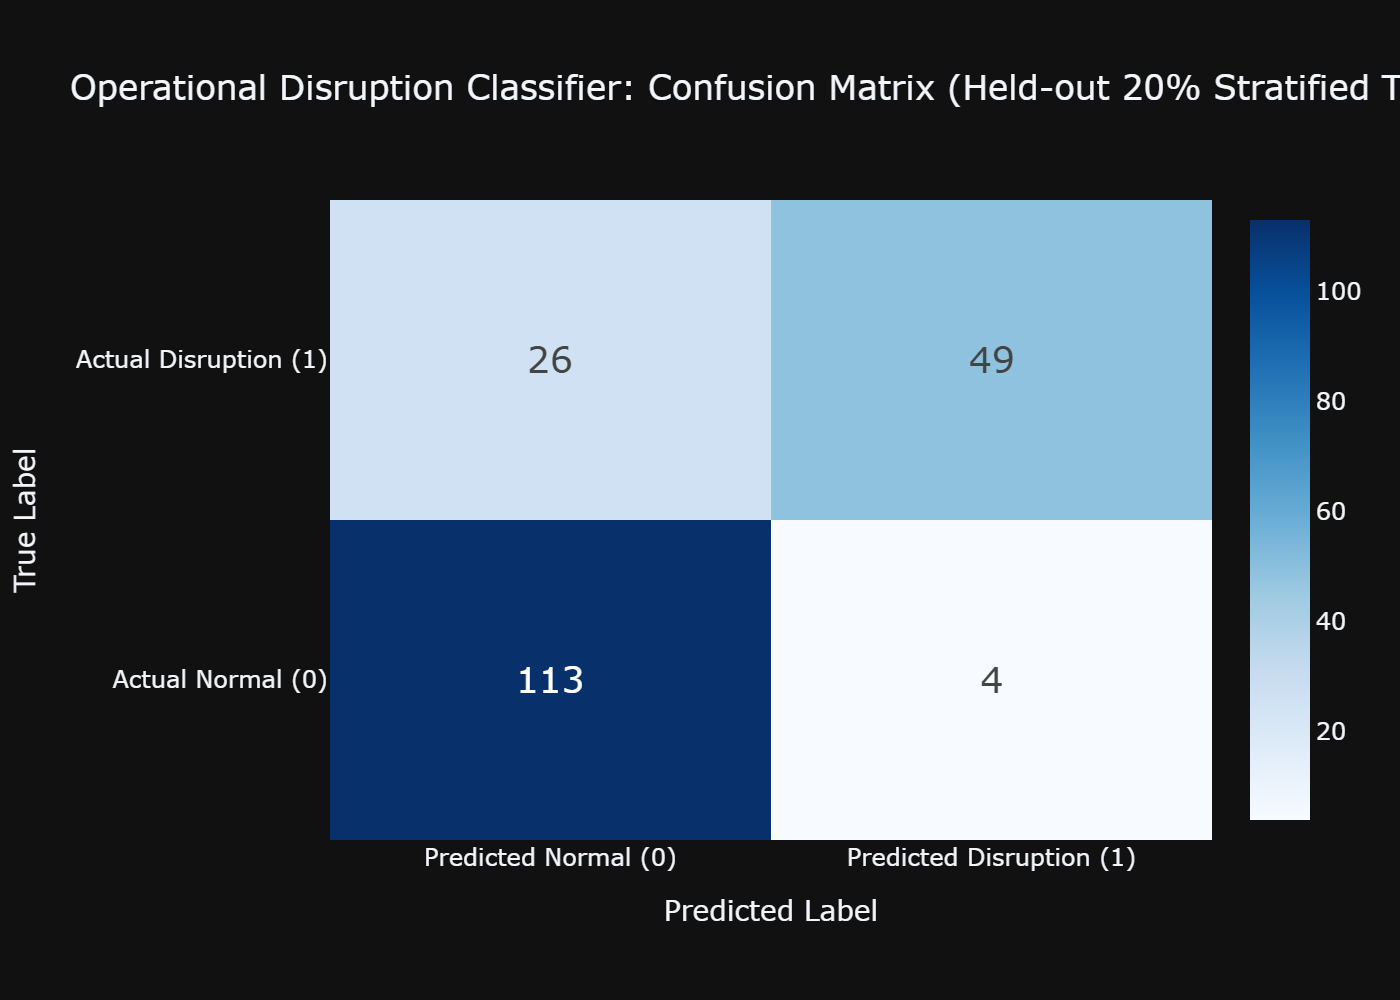 Operational Disruption Classifier: Confusion Matrix (Held-out 20% Stratified T
Actual Disruption (1)
26
49
Actual Normal (0)
113
4
True Label
Predicted Normal (0)
Predicted Disruption (1)
Predicted Label
100
80
60
40
20